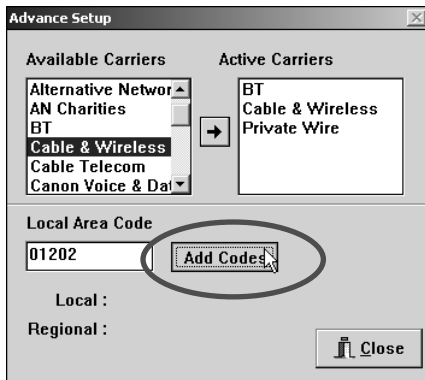 Advance Setup
Available Carriers
Active Carriers
Alternative Networ
AN Charities
BT
Cable & Wireless
Cable Telecom
Canon Voice & Dat
BT
Cable & Wireless
Private Wire
Local Area Code
01202
Add Codes
Local :
Regional :
Close